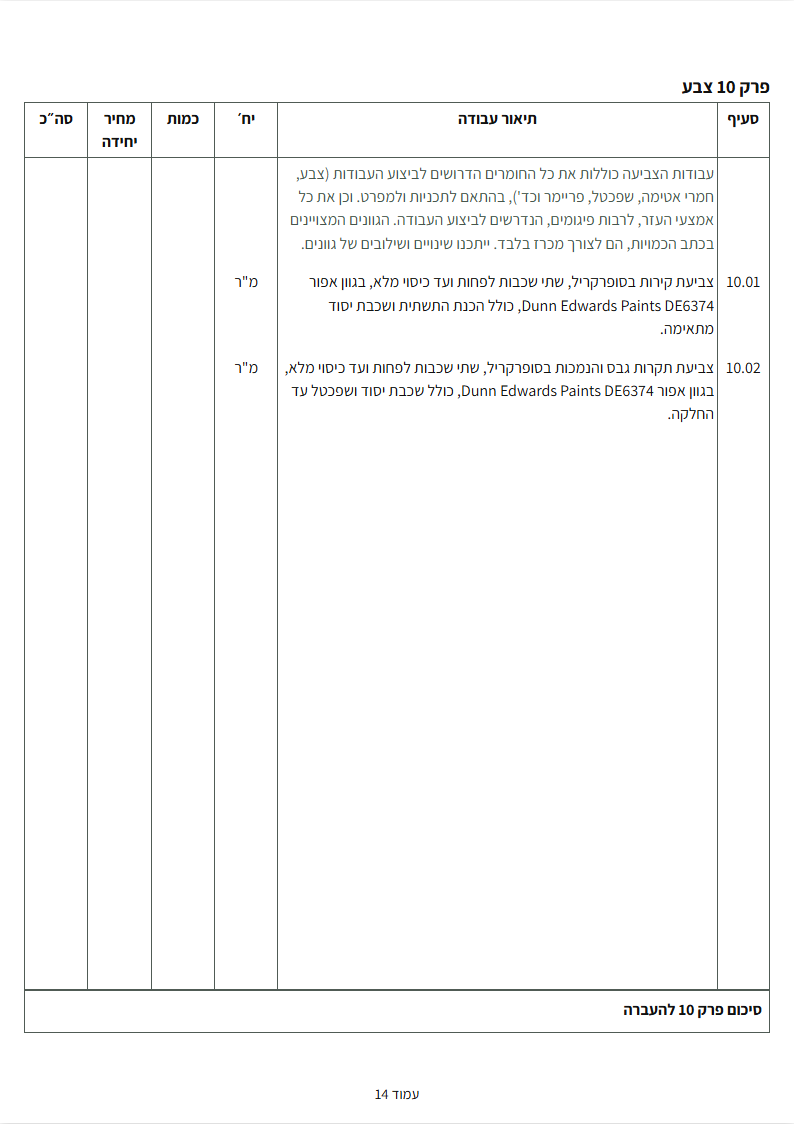 פרק 10 צבע
סעיף תיאור עבודה יח׳ כמות מחיר יחידה סה״כ
עבודות הצביעה כוללות את כל החומרים הדרושים לביצוע העבודות (צבע,
חמרי אטימה, שפכטל, פריימר וכד'), בהתאם לתכניות ולמפרט. וכן את כל
אמצעי העזר, לרבות פיגומים, הנדרשים לביצוע העבודה. הגוונים המצויינים
בכתב הכמויות, הם לצורך מכרז בלבד. ייתכנו שינויים ושילובים של גוונים.
10.01 צביעת קירות בסופרקריל, שתי שכבות לפחות ועד כיסוי מלא, בגוון אפור מ"ר
Dunn Edwards Paints DE6374, כולל הכנת התשתית ושכבת יסוד
מתאימה.
10.02 צביעת תקרות גבס והנמכות בסופרקריל, שתי שכבות לפחות ועד כיסוי מלא, מ"ר
בגוון אפור Dunn Edwards Paints DE6374, כולל שכבת יסוד ושפכטל עד
החלקה.
סיכום פרק 10 להעברה
עמוד 14